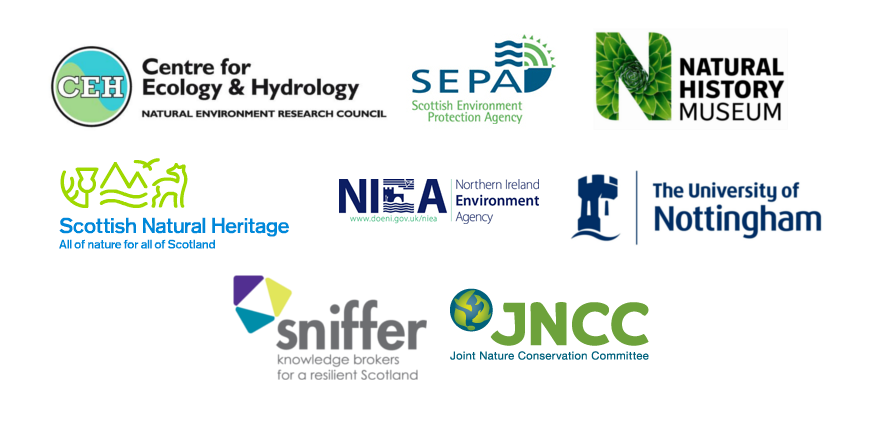 CEH
Centre for
Ecology & Hydrology
NATURAL ENVIRONMENT RESEARCH COUNCIL
SEPA
Scottish Environment
Protection Agency
N
NATURAL
HISTORY
MUSEUM
Scottish Natural Heritage
All of nature for all of Scotland
NIEA
www.doeni.gov.uk/niea
Northern Ireland
Environment
Agency
The University of
Nottingham
sniffer
knowledge brokers
for a resilient Scotland
JNCC
Joint Nature Conservation Committee